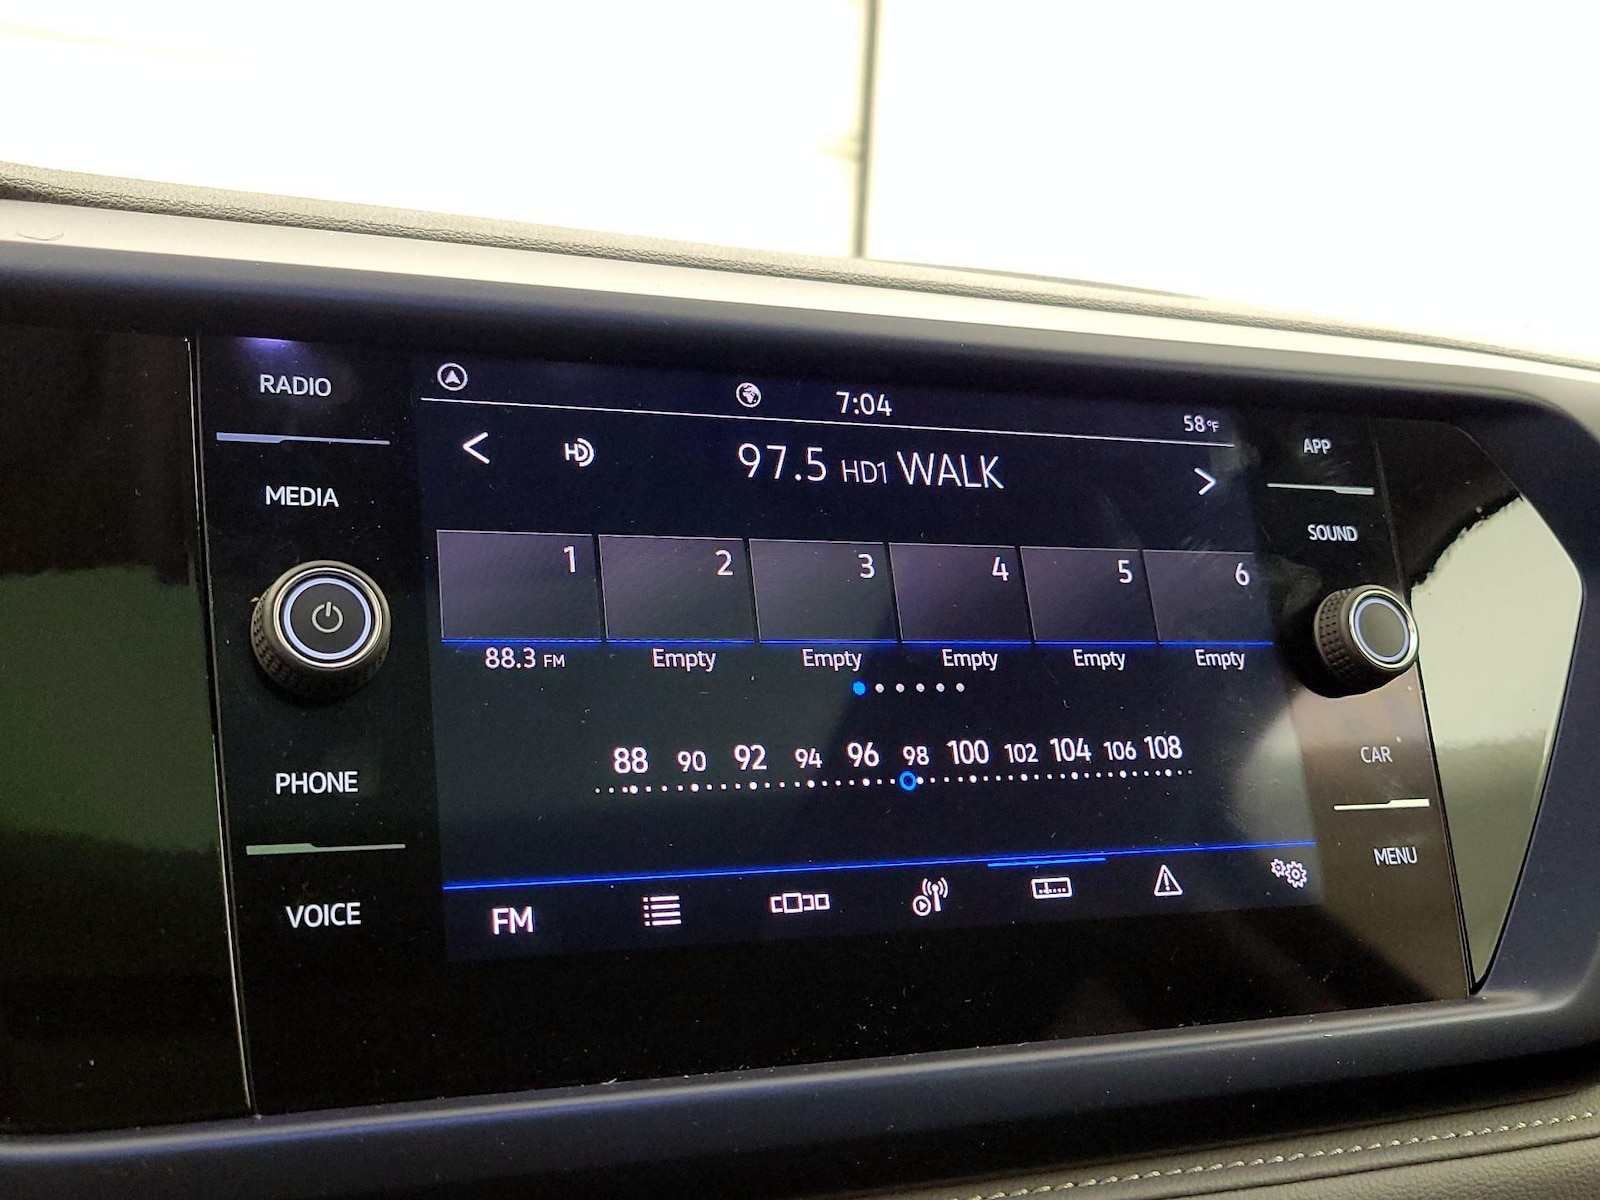 RADIO
MEDIA
PHONE
VOICE
7:04
58°F
HD
97.5 HD1 WALK
1 2 3 4 5 6
88.3 FM Empty Empty Empty Empty Empty
88 90 92 94 96 98 100 102 104 106 108
FM
APP
SOUND
CAR
MENU